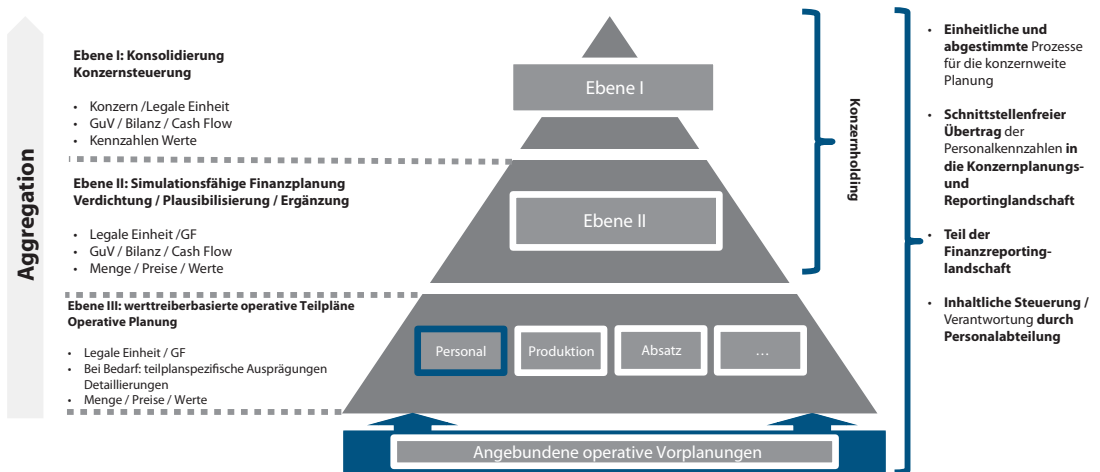 Aggregation
Ebene I: Konsolidierung
Konzernsteuerung
• Konzern /Legale Einheit
• GuV / Bilanz / Cash Flow
• Kennzahlen Werte
Ebene II: Simulationsfähige Finanzplanung
Verdichtung / Plausibilisierung / Ergänzung
• Legale Einheit /GF
• GuV / Bilanz / Cash Flow
• Menge / Preise / Werte
Ebene III: werttreiberbasierte operative Teilpläne
Operative Planung
• Legale Einheit / GF
• Bei Bedarf: teilplanspezifische Ausprägungen
Detaillierungen
• Menge / Preise / Werte
Ebene I
Ebene II
Personal
Produktion
Absatz
...
Angebundene operative Vorplanungen
Konzernholding
• Einheitliche und
abgestimmte Prozesse
für die konzernweite
Planung
• Schnittstellenfreier
Übertrag der
Personalkennzahlen in
die Konzernplanungs-
und
Reportinglandschaft
• Teil der
Finanzreporting-
landschaft
• Inhaltliche Steuerung /
Verantwortung durch
Personalabteilung